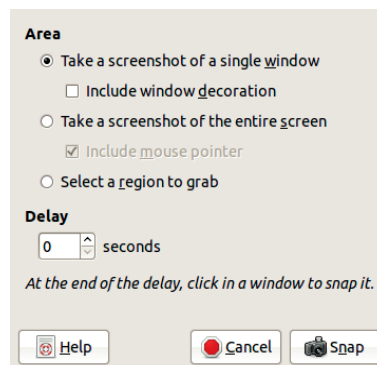 Area
Take a screenshot of a single window
Include window decoration
Take a screenshot of the entire screen
Include mouse pointer
Select a region to grab
Delay
0 seconds
At the end of the delay, click in a window to snap it.
Help Cancel Snap